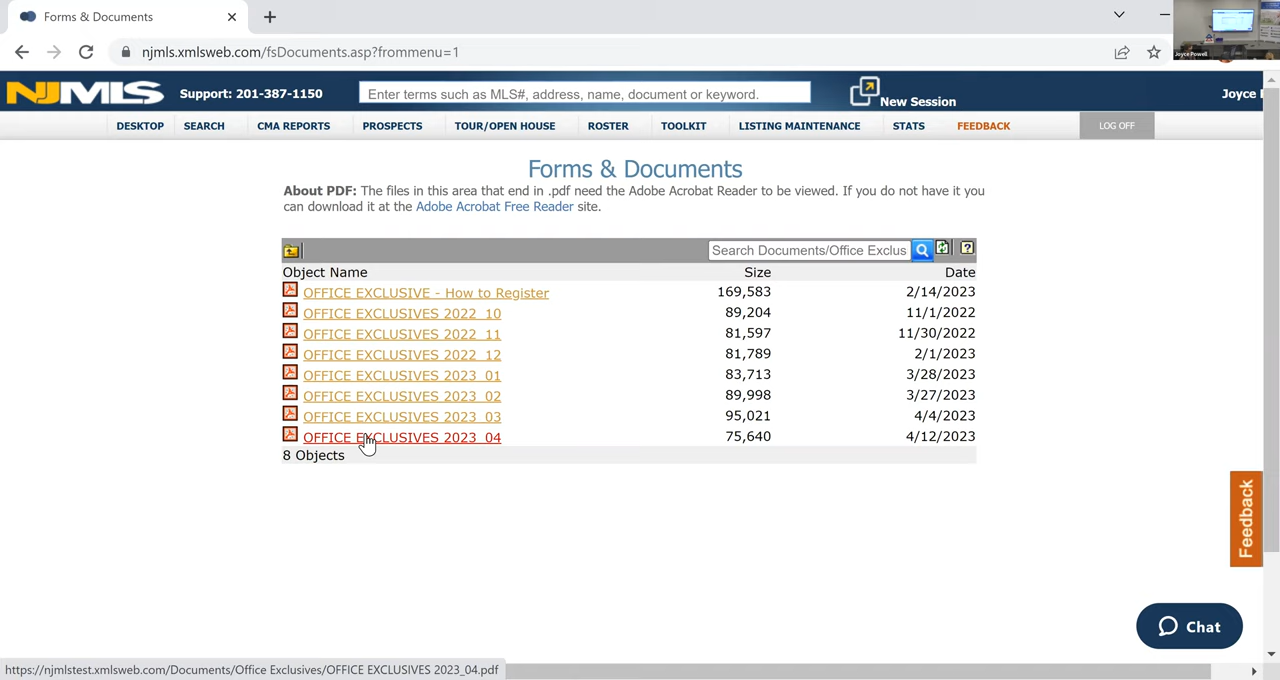 Forms & Documents
njmls.xmlsweb.com/fsDocuments.asp?frommenu=1
Joyce Powell
NJMLS
Support: 201-387-1150
Enter terms such as MLS#, address, name, document or keyword.
New Session
Joyce
DESKTOP SEARCH CMA REPORTS PROSPECTS TOUR/OPEN HOUSE ROSTER TOOLKIT LISTING MAINTENANCE STATS FEEDBACK LOG OFF
Forms & Documents
About PDF: The files in this area that end in .pdf need the Adobe Acrobat Reader to be viewed. If you do not have it you
can download it at the Adobe Acrobat Free Reader site.
Search Documents/Office Exclus
Object Name Size Date
OFFICE EXCLUSIVE - How to Register 169,583 2/14/2023
OFFICE EXCLUSIVES 2022_10 89,204 11/1/2022
OFFICE EXCLUSIVES 2022_11 81,597 11/30/2022
OFFICE EXCLUSIVES 2022_12 81,789 2/1/2023
OFFICE EXCLUSIVES 2023_01 83,713 3/28/2023
OFFICE EXCLUSIVES 2023_02 89,998 3/27/2023
OFFICE EXCLUSIVES 2023_03 95,021 4/4/2023
OFFICE EXCLUSIVES 2023_04 75,640 4/12/2023
8 Objects
Feedback
Chat
https://njmlstest.xmlsweb.com/Documents/Office Exclusives/OFFICE EXCLUSIVES 2023_04.pdf